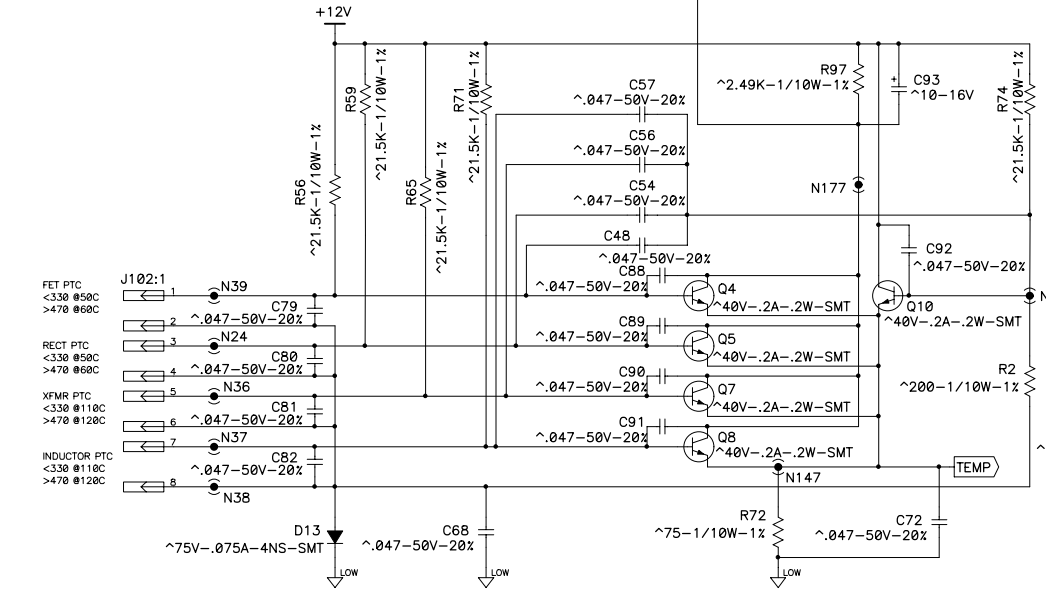 +12V
R59
^21.5K-1/10W-1%
R71
^21.5K-1/10W-1%
C57
^.047-50V-20%
R97
^2.49K-1/10W-1%
+
C93
^10-16V
R74
^21.5K-1/10W-1%
R56
^21.5K-1/10W-1%
R65
^21.5K-1/10W-1%
C56
^.047-50V-20%
C54
^.047-50V-20%
N177
C48
^.047-50V-20%
C92
^.047-50V-20%
J102:1
FET PTC
<330 @50C
>470 @60C
1
N39
C79
^.047-50V-20%
C88
^.047-50V-20%
Q4
^40V-.2A-.2W-SMT
Q10
^40V-.2A-.2W-SMT
N
2
3
N24
RECT PTC
<330 @50C
>470 @60C
C80
^.047-50V-20%
C89
^.047-50V-20%
Q5
^40V-.2A-.2W-SMT
4
5
N36
XFMR PTC
<330 @110C
>470 @120C
C81
^.047-50V-20%
C90
^.047-50V-20%
Q7
^40V-.2A-.2W-SMT
R2
^200-1/10W-1%
6
7
N37
INDUCTOR PTC
<330 @110C
>470 @120C
C82
^.047-50V-20%
C91
^.047-50V-20%
Q8
^40V-.2A-.2W-SMT
^
TEMP
N147
8
N38
D13
^75V-.075A-4NS-SMT
C68
^.047-50V-20%
R72
^75-1/10W-1%
C72
^.047-50V-20%
LOW
LOW
LOW